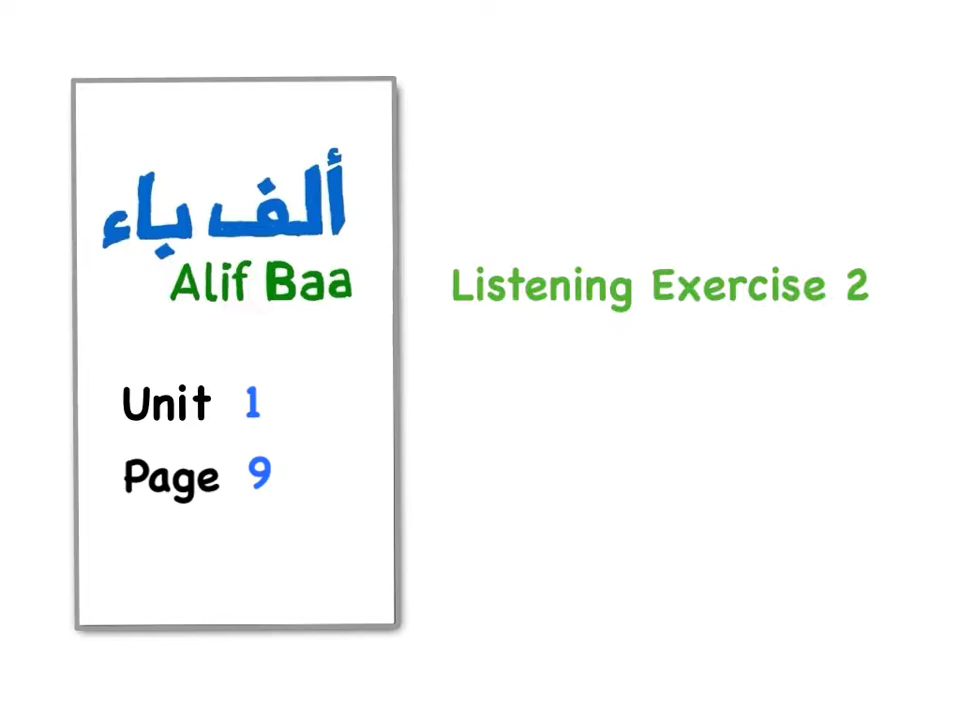 ألف باء
Alif Baa
Unit 1
Page 9
Listening Exercise 2